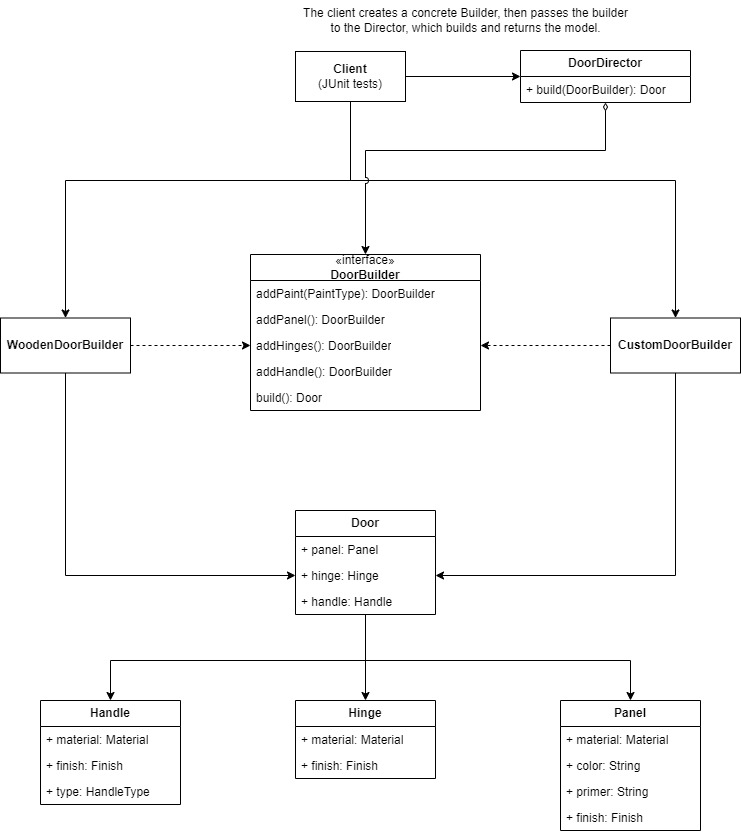 The client creates a concrete Builder, then passes the builder
to the Director, which builds and returns the model.
Client
(JUnit tests)
DoorDirector
+ build(DoorBuilder): Door
«interface»
DoorBuilder
addPaint(PaintType): DoorBuilder
addPanel(): DoorBuilder
addHinges(): DoorBuilder
addHandle(): DoorBuilder
build(): Door
WoodenDoorBuilder
CustomDoorBuilder
Door
+ panel: Panel
+ hinge: Hinge
+ handle: Handle
Handle
+ material: Material
+ finish: Finish
+ type: HandleType
Hinge
+ material: Material
+ finish: Finish
Panel
+ material: Material
+ color: String
+ primer: String
+ finish: Finish